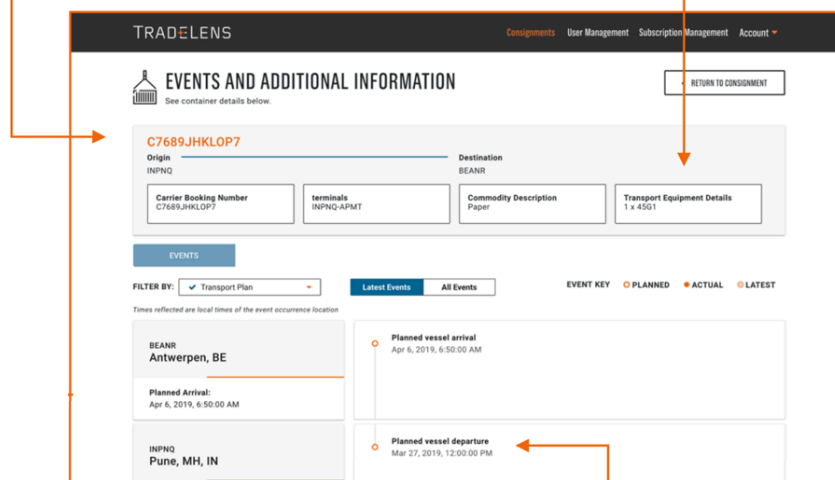 TRADELENS
Consignments User Management Subscription Management Account
EVENTS AND ADDITIONAL INFORMATION
See container details below.
RETURN TO CONSIGNMENT
C7689JHKLOP7
Origin Destination
INPNQ BEANR
Carrier Booking Number
C7689JHKLOP7
terminals
INPNQ-APMT
Commodity Description
Paper
Transport Equipment Details
1 x 45G1
EVENTS
FILTER BY: Transport Plan Latest Events All Events EVENT KEY PLANNED ACTUAL LATEST
Times reflected are local times of the event occurrence location
BEANR
Antwerpen, BE
Planned Arrival:
Apr 6, 2019, 6:50:00 AM
Planned vessel arrival
Apr 6, 2019, 6:50:00 AM
INPNQ
Pune, MH, IN
Planned vessel departure
Mar 27, 2019, 12:00:00 PM